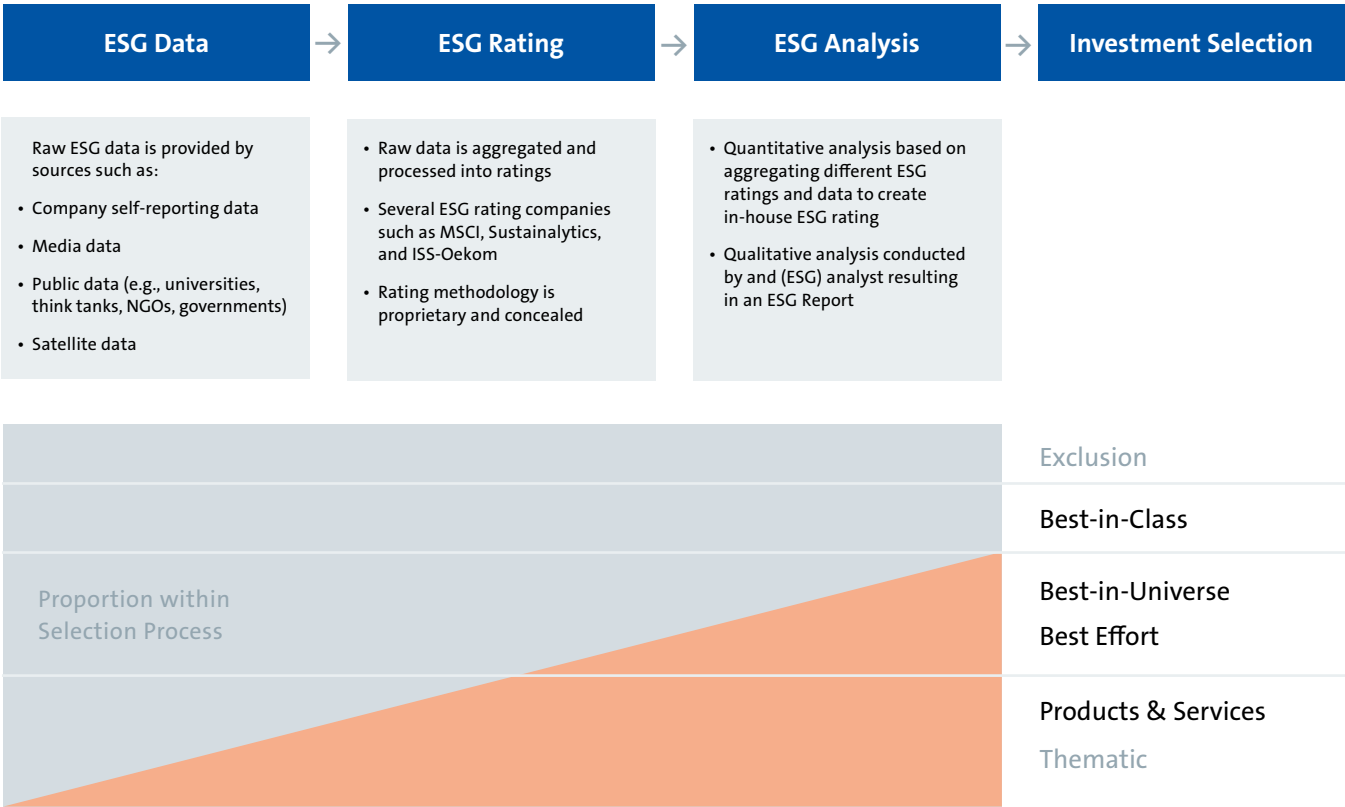 ESG Data
→
ESG Rating
→
ESG Analysis
→
Investment Selection
Raw ESG data is provided by
sources such as:
• Company self-reporting data
• Media data
• Public data (e.g., universities,
think tanks, NGOs, governments)
• Satellite data
• Raw data is aggregated and
processed into ratings
• Several ESG rating companies
such as MSCI, Sustainalytics,
and ISS-Oekom
• Rating methodology is
proprietary and concealed
• Quantitative analysis based on
aggregating different ESG
ratings and data to create
in-house ESG rating
• Qualitative analysis conducted
by and (ESG) analyst resulting
in an ESG Report
Proportion within
Selection Process
Exclusion
Best-in-Class
Best-in-Universe
Best Effort
Products & Services
Thematic